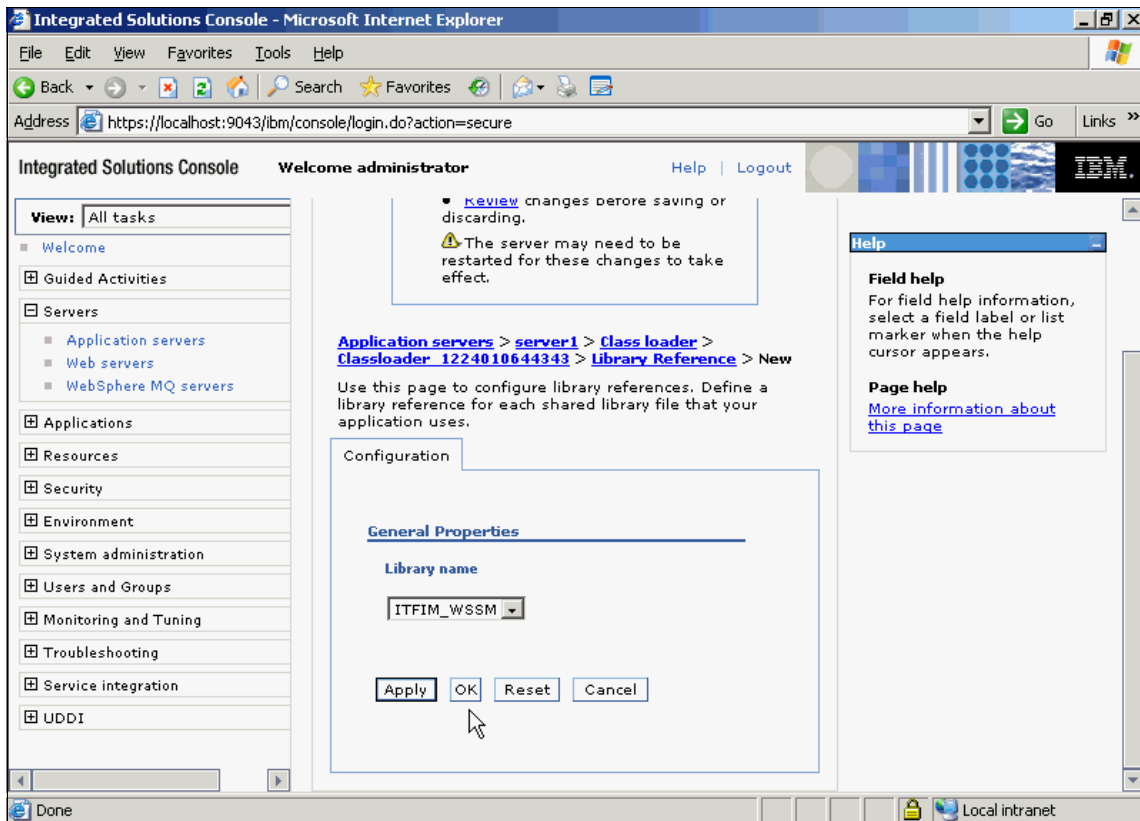 Integrated Solutions Console - Microsoft Internet Explorer
File Edit View Favorites Tools Help
Back Search Favorites
Address https://localhost:9043/ibm/console/login.do?action=secure Go Links »
Integrated Solutions Console Welcome administrator Help | Logout IBM.
View: All tasks
Welcome
Guided Activities
Servers
Application servers
Web servers
WebSphere MQ servers
Applications
Resources
Security
Environment
System administration
Users and Groups
Monitoring and Tuning
Troubleshooting
Service integration
UDDI
Review changes before saving or
discarding.
The server may need to be
restarted for these changes to take
effect.
Application servers > server1 > Class loader >
Classloader_1224010644343 > Library Reference > New
Use this page to configure library references. Define a
library reference for each shared library file that your
application uses.
Configuration
General Properties
Library name
ITFIM_WSSM
Apply OK Reset Cancel
Help
Field help
For field help information,
select a field label or list
marker when the help
cursor appears.
Page help
More information about
this page
Done Local intranet